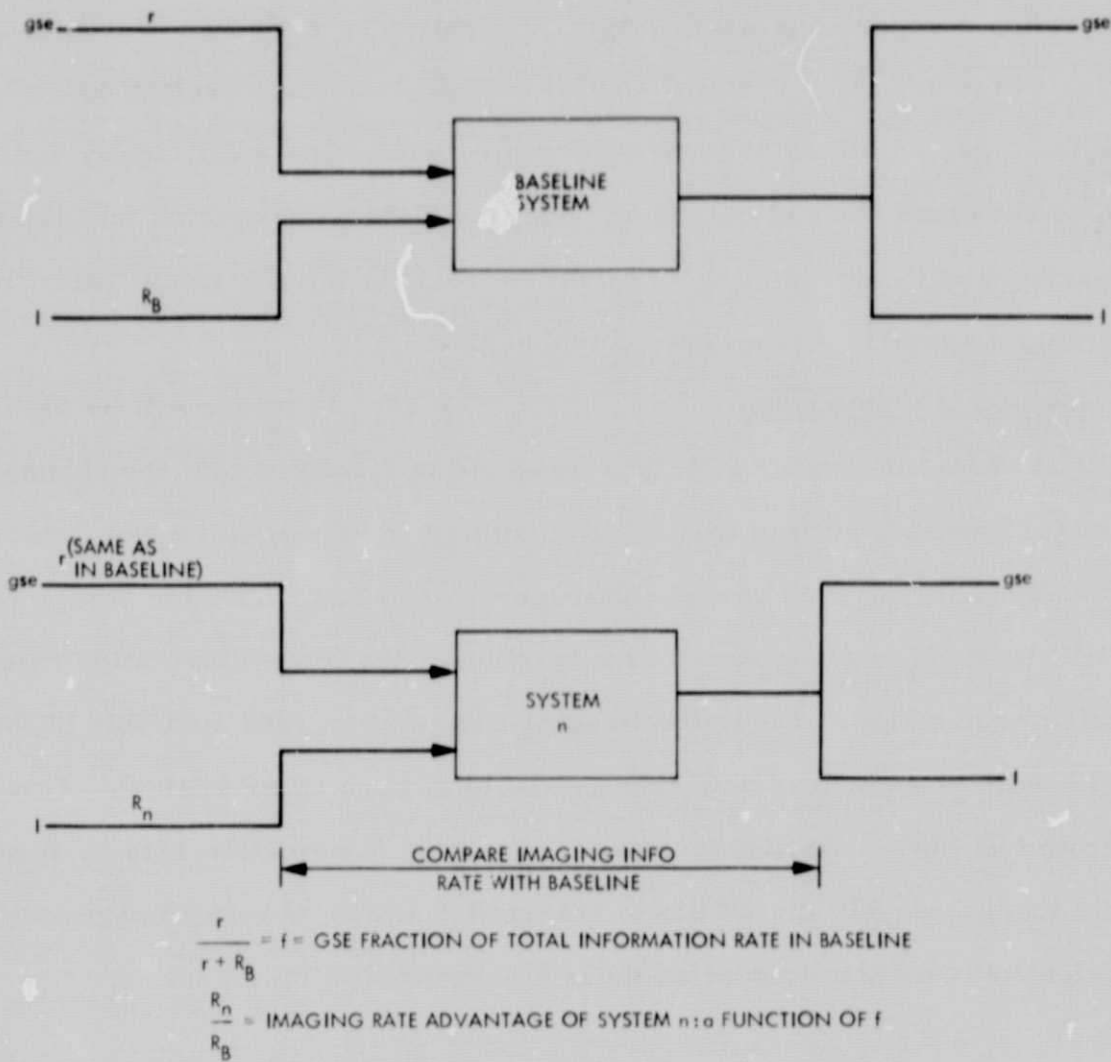 gse r gse
BASELINE
SYSTEM
I R_B I
r (SAME AS
IN BASELINE)
gse gse
SYSTEM
n
I
I R_n
COMPARE IMAGING INFO
RATE WITH BASELINE
r / (r + R_B) = f = GSE FRACTION OF TOTAL INFORMATION RATE IN BASELINE
R_n / R_B = IMAGING RATE ADVANTAGE OF SYSTEM n: a FUNCTION OF f